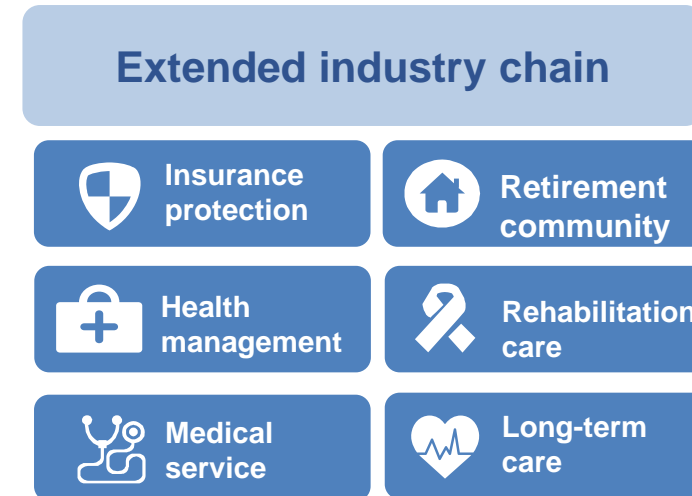 Extended industry chain
Insurance
protection
Retirement
community
Health
management
Rehabilitation
care
Medical
service
Long-term
care